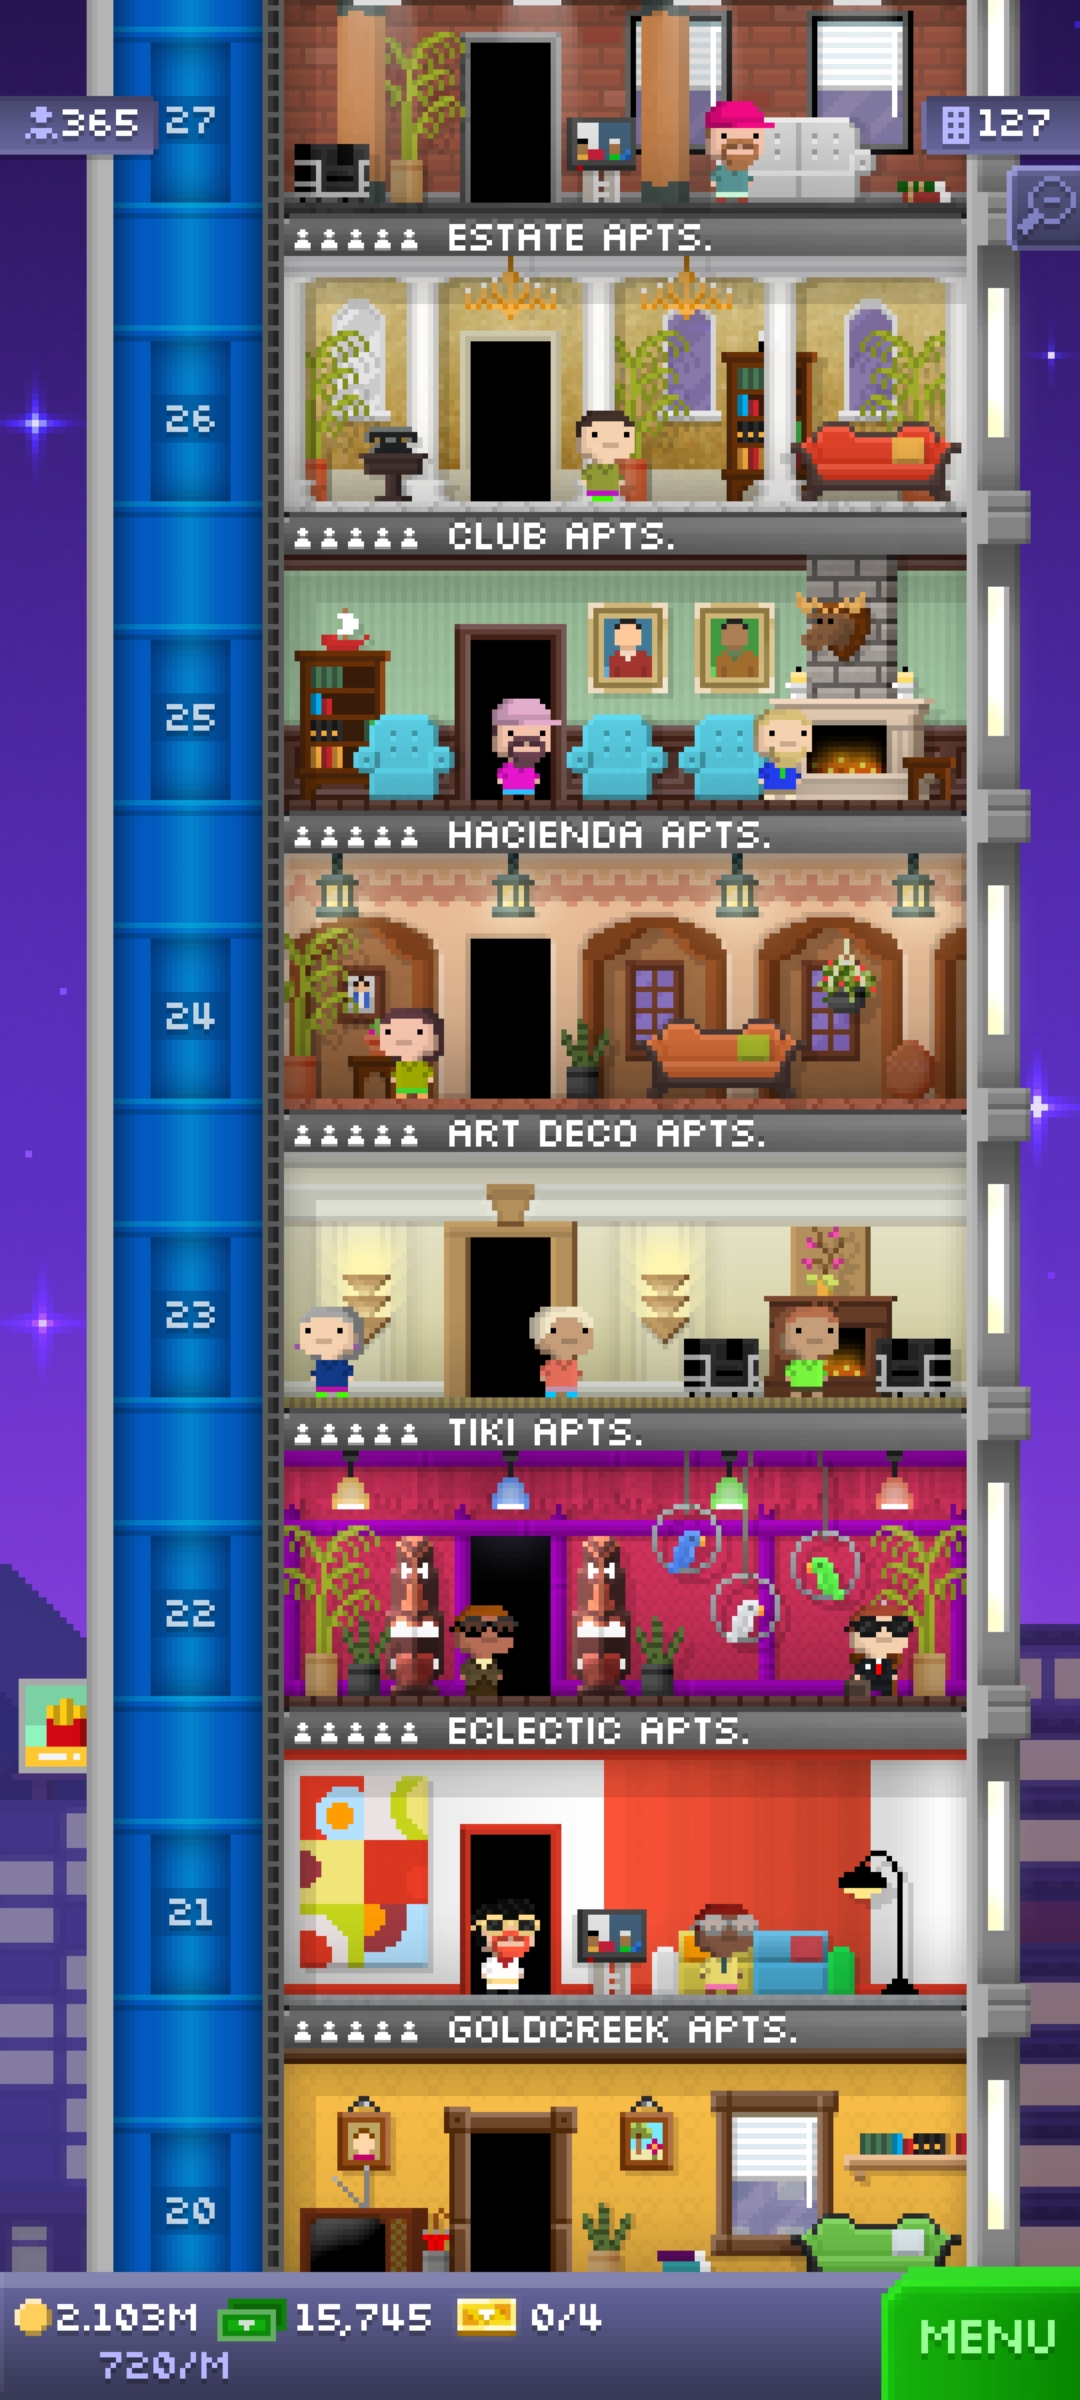 365
27
127
ESTATE APTS.
26
CLUB APTS.
25
HACIENDA APTS.
24
ART DECO APTS.
23
TIKI APTS.
22
ECLECTIC APTS.
21
GOLDCREEK APTS.
20
2.103M 15,745 0/4
720/M
MENU